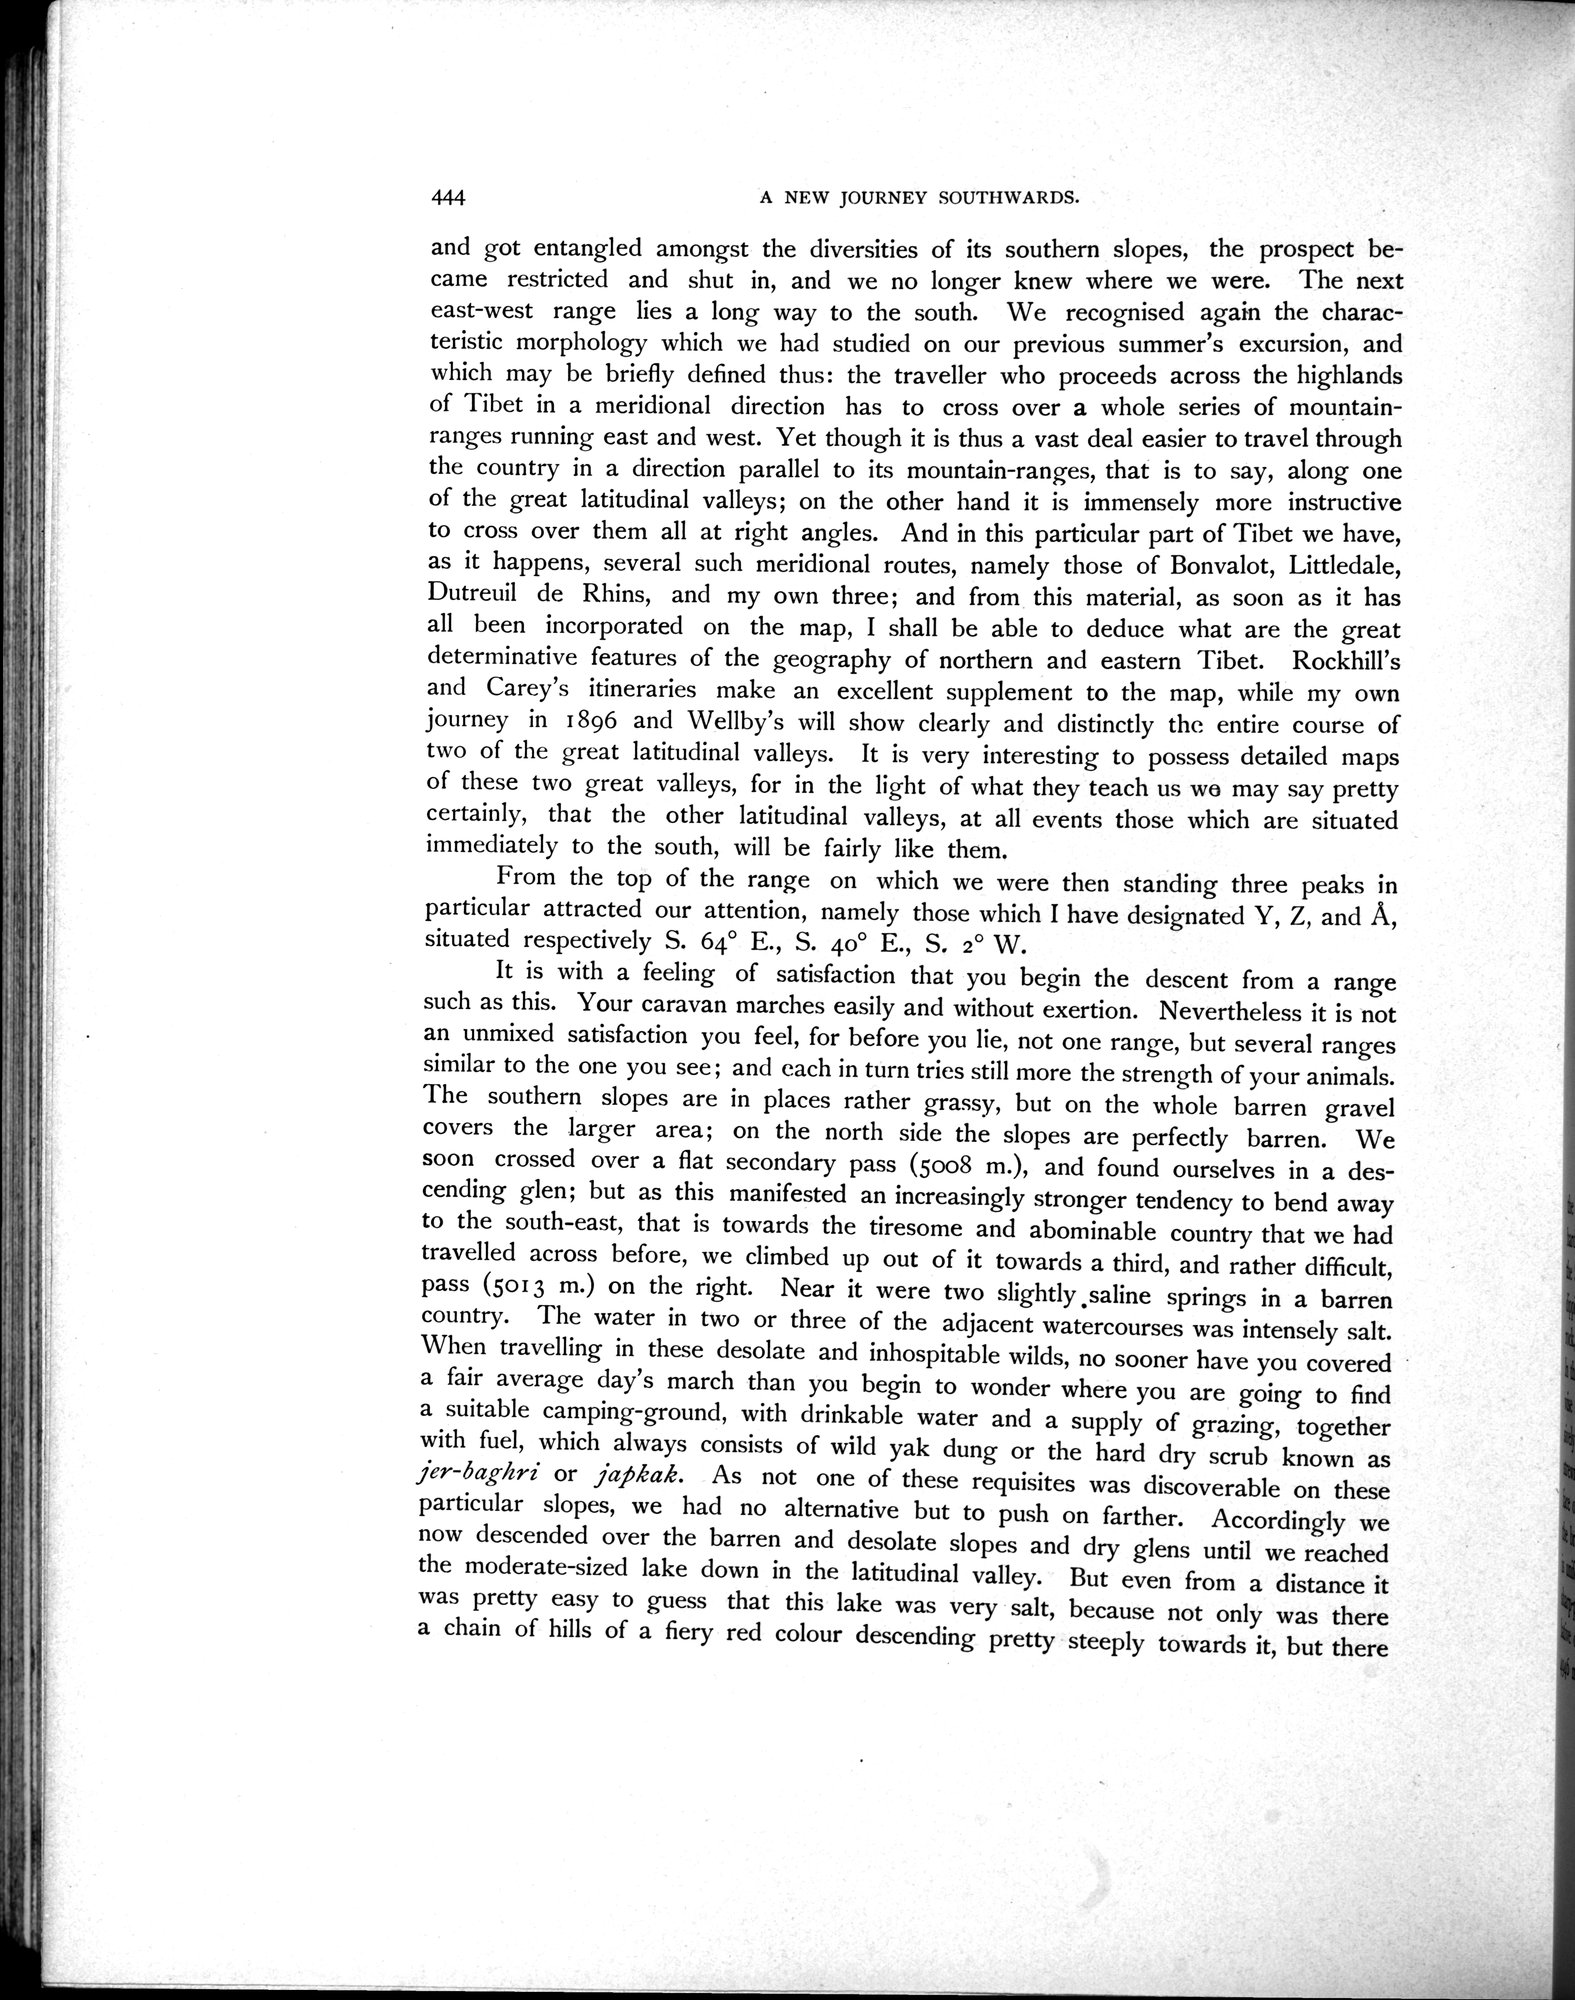 444
A NEW JOURNEY SOUTHWARDS.
and got entangled amongst the diversities of its southern slopes, the prospect be-
came restricted and shut in, and we no longer knew where we were. The next
east-west range lies a long way to the south. We recognised again the charac-
teristic morphology which we had studied on our previous summer's excursion, and
which may be briefly defined thus: the traveller who proceeds across the highlands
of Tibet in a meridional direction has to cross over a whole series of mountain-
ranges running east and west. Yet though it is thus a vast deal easier to travel through
the country in a direction parallel to its mountain-ranges, that is to say, along one
of the great latitudinal valleys; on the other hand it is immensely more instructive
to cross over them all at right angles. And in this particular part of Tibet we have,
as it happens, several such meridional routes, namely those of Bonvalot, Littledale,
Dutreuil de Rhins, and my own three; and from this material, as soon as it has
all been incorporated on the map, I shall be able to deduce what are the great
determinative features of the geography of northern and eastern Tibet. Rockhill's
and Carey's itineraries make an excellent supplement to the map, while my own
journey in 1896 and Wellby's will show clearly and distinctly the entire course of
two of the great latitudinal valleys. It is very interesting to possess detailed maps
of these two great valleys, for in the light of what they teach us we may say pretty
certainly, that the other latitudinal valleys, at all events those which are situated
immediately to the south, will be fairly like them.
From the top of the range on which we were then standing three peaks in
particular attracted our attention, namely those which I have designated Y, Z, and Å,
situated respectively S. 64° E., S. 40° E., S. 2° W.
It is with a feeling of satisfaction that you begin the descent from a range
such as this. Your caravan marches easily and without exertion. Nevertheless it is not
an unmixed satisfaction you feel, for before you lie, not one range, but several ranges
similar to the one you see; and each in turn tries still more the strength of your animals.
The southern slopes are in places rather grassy, but on the whole barren gravel
covers the larger area; on the north side the slopes are perfectly barren. We
soon crossed over a flat secondary pass (5008 m.), and found ourselves in a des-
cending glen; but as this manifested an increasingly stronger tendency to bend away
to the south-east, that is towards the tiresome and abominable country that we had
travelled across before, we climbed up out of it towards a third, and rather difficult,
pass (5013 m.) on the right. Near it were two slightly saline springs in a barren
country. The water in two or three of the adjacent watercourses was intensely salt.
When travelling in these desolate and inhospitable wilds, no sooner have you covered
a fair average day's march than you begin to wonder where you are going to find
a suitable camping-ground, with drinkable water and a supply of grazing, together
with fuel, which always consists of wild yak dung or the hard dry scrub known as
jer-baghri or japkak. As not one of these requisites was discoverable on these
particular slopes, we had no alternative but to push on farther. Accordingly we
now descended over the barren and desolate slopes and dry glens until we reached
the moderate-sized lake down in the latitudinal valley. But even from a distance it
was pretty easy to guess that this lake was very salt, because not only was there
a chain of hills of a fiery red colour descending pretty steeply towards it, but there